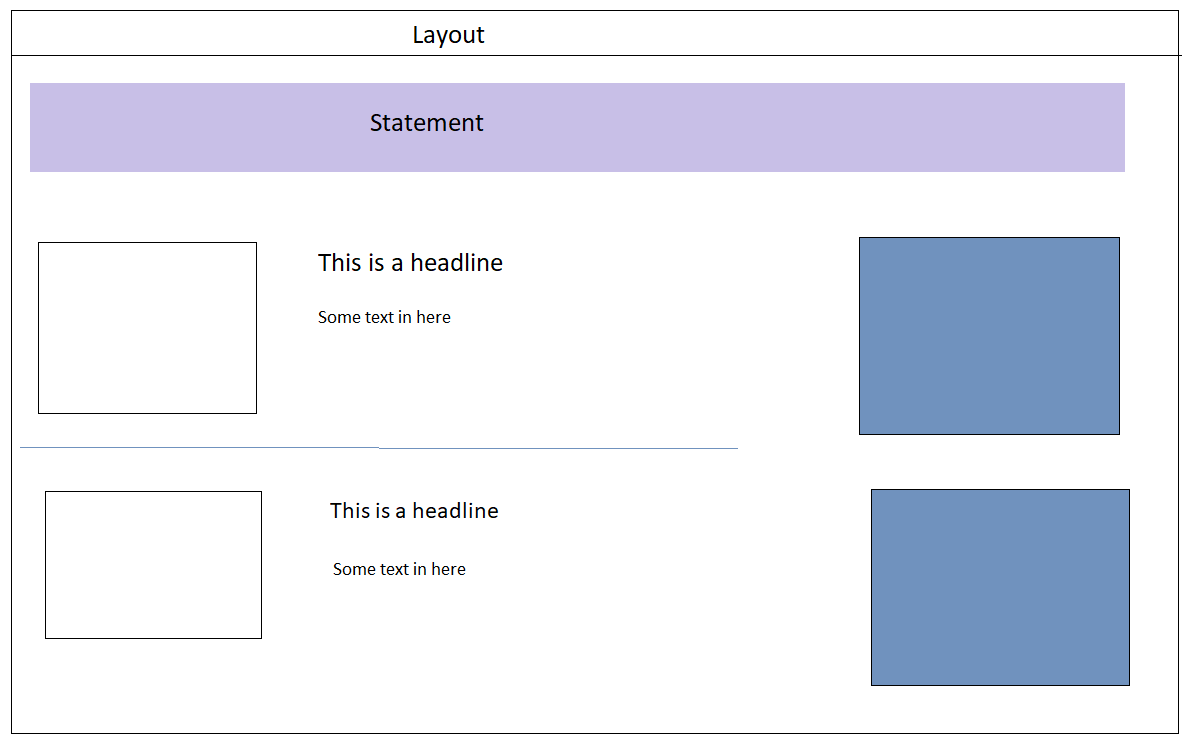 Layout
Statement
This is a headline
Some text in here
This is a headline
Some text in here